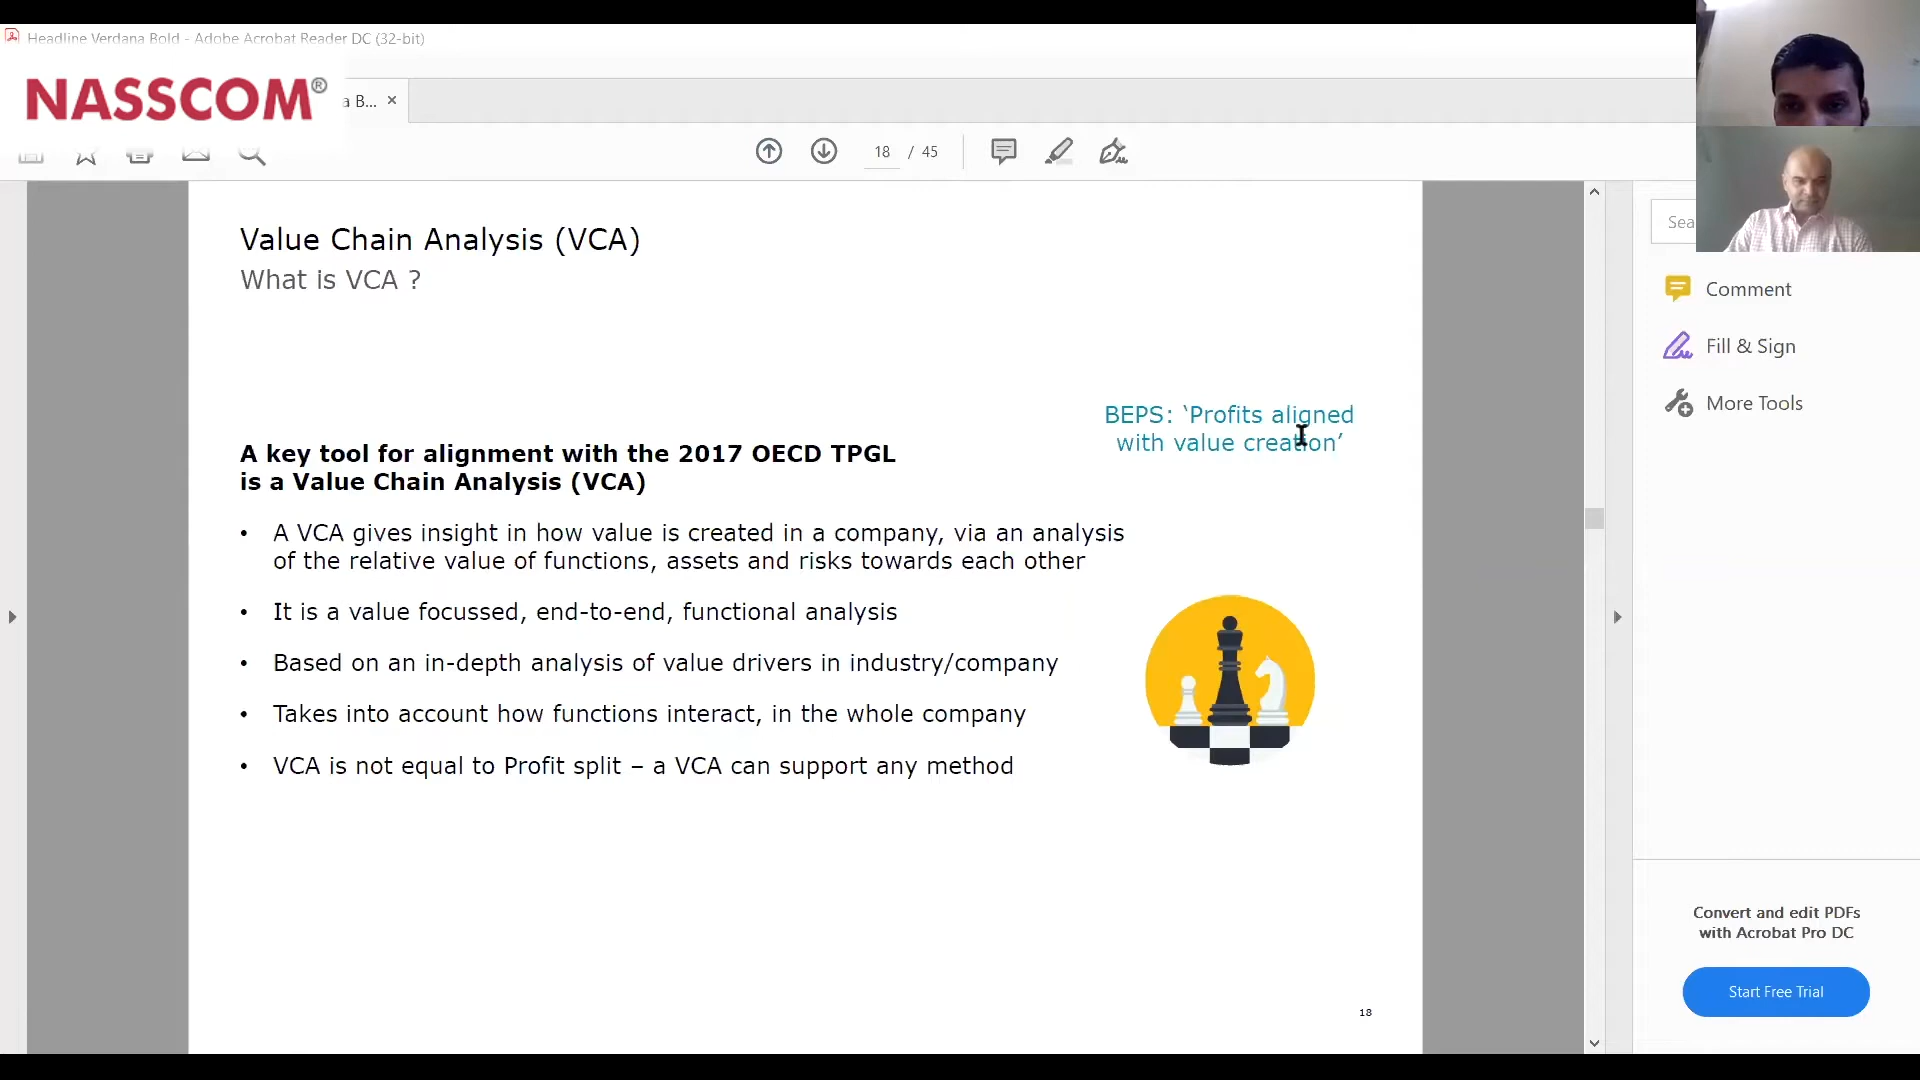 Headline Verdana Bold - Adobe Acrobat Reader DC (32-bit)
NASSCOM®
a B... ×
18 / 45
Sea
Value Chain Analysis (VCA)
What is VCA ?
Comment
Fill & Sign
More Tools
BEPS: ‘Profits aligned
with value creation’
A key tool for alignment with the 2017 OECD TPGL
is a Value Chain Analysis (VCA)
• A VCA gives insight in how value is created in a company, via an analysis
of the relative value of functions, assets and risks towards each other
• It is a value focussed, end-to-end, functional analysis
• Based on an in-depth analysis of value drivers in industry/company
• Takes into account how functions interact, in the whole company
• VCA is not equal to Profit split – a VCA can support any method
Convert and edit PDFs
with Acrobat Pro DC
Start Free Trial
18